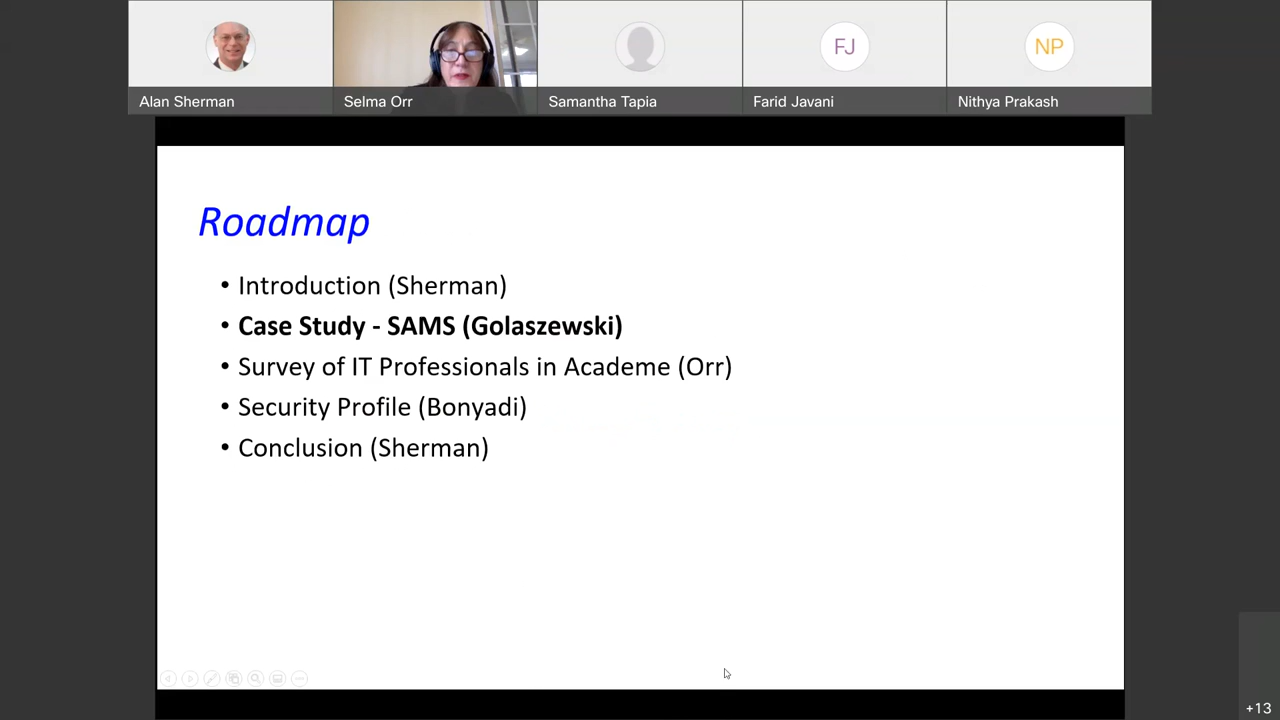 Alan Sherman
Selma Orr
Samantha Tapia
FJ
Farid Javani
NP
Nithya Prakash
Roadmap
• Introduction (Sherman)
• Case Study - SAMS (Golaszewski)
• Survey of IT Professionals in Academe (Orr)
• Security Profile (Bonyadi)
• Conclusion (Sherman)
+13